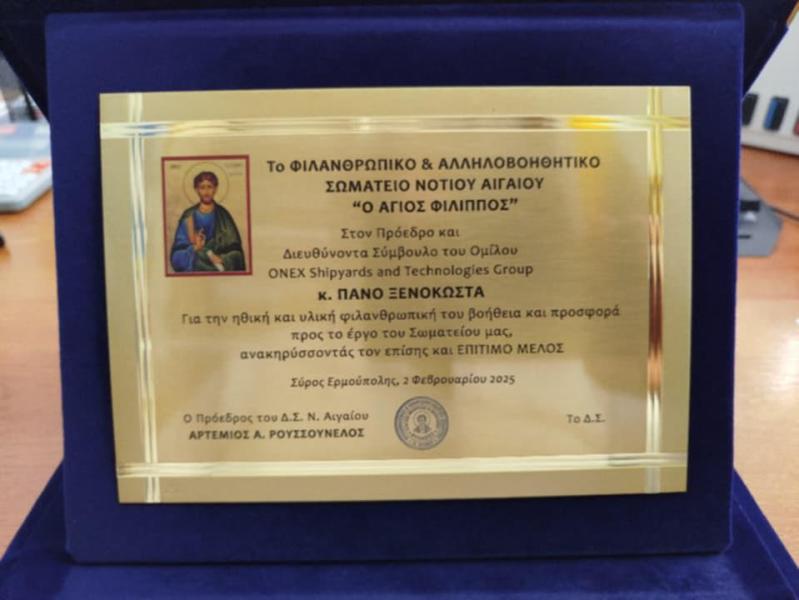 Το ΦΙΛΑΝΘΡΩΠΙΚΟ & ΑΛΛΗΛΟΒΟΗΘΗΤΙΚΟ
ΣΩΜΑΤΕΙΟ ΝΟΤΙΟΥ ΑΙΓΑΙΟΥ
“Ο ΑΓΙΟΣ ΦΙΛΙΠΠΟΣ”
Στον Πρόεδρο και
Διευθύνοντα Σύμβουλο του Ομίλου
ONEX Shipyards and Technologies Group
κ. ΠΑΝΟ ΞΕΝΟΚΩΣΤΑ
Για την ηθική και υλική φιλανθρωπική του βοήθεια και προσφορά
προς το έργο του Σωματείου μας,
ανακηρύσσοντάς τον επίσης και ΕΠΙΤΙΜΟ ΜΕΛΟΣ
Σύρος Ερμούπολης, 2 Φεβρουαρίου 2025
Ο Πρόεδρος του Δ.Σ. Ν. Αιγαίου
ΑΡΤΕΜΙΟΣ Α. ΡΟΥΣΣΟΥΝΕΛΟΣ
Το Δ.Σ.